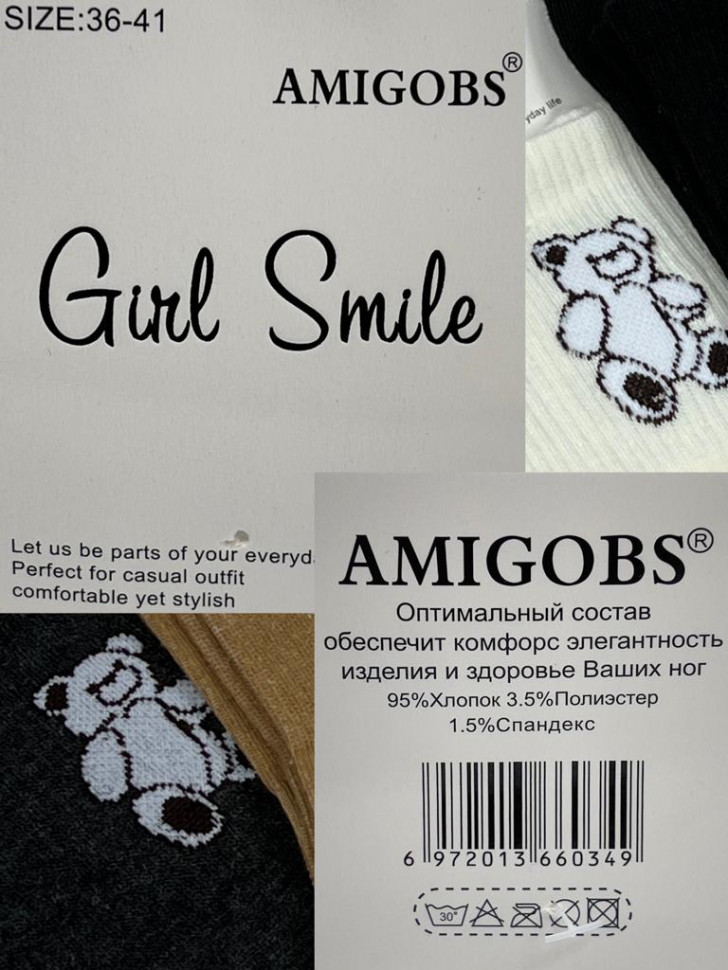 SIZE:36-41
AMIGOBS®
yday life
Girl Smile
Let us be parts of your everyd
Perfect for casual outfit
comfortable yet stylish
AMIGOBS®
Оптимальный состав
обеспечит комфорс элегантность
изделия и здоровье Ваших ног
95%Хлопок 3.5%Полиэстер
1.5%Спандекс
6 972013 660349
30°